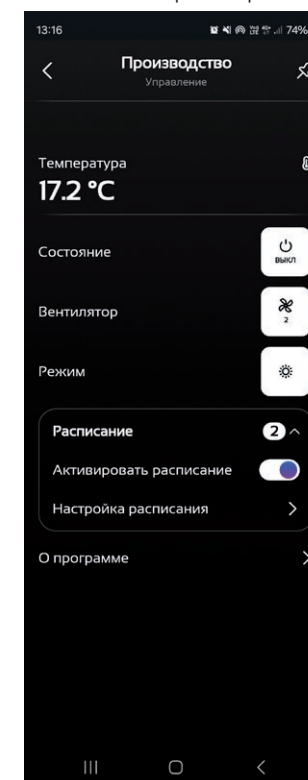 13:16 74%
Производство
Управление
Температура
17.2 °C
Состояние
ВЫКЛ
Вентилятор
2
Режим
Расписание 2
Активировать расписание
Настройка расписания
О программе